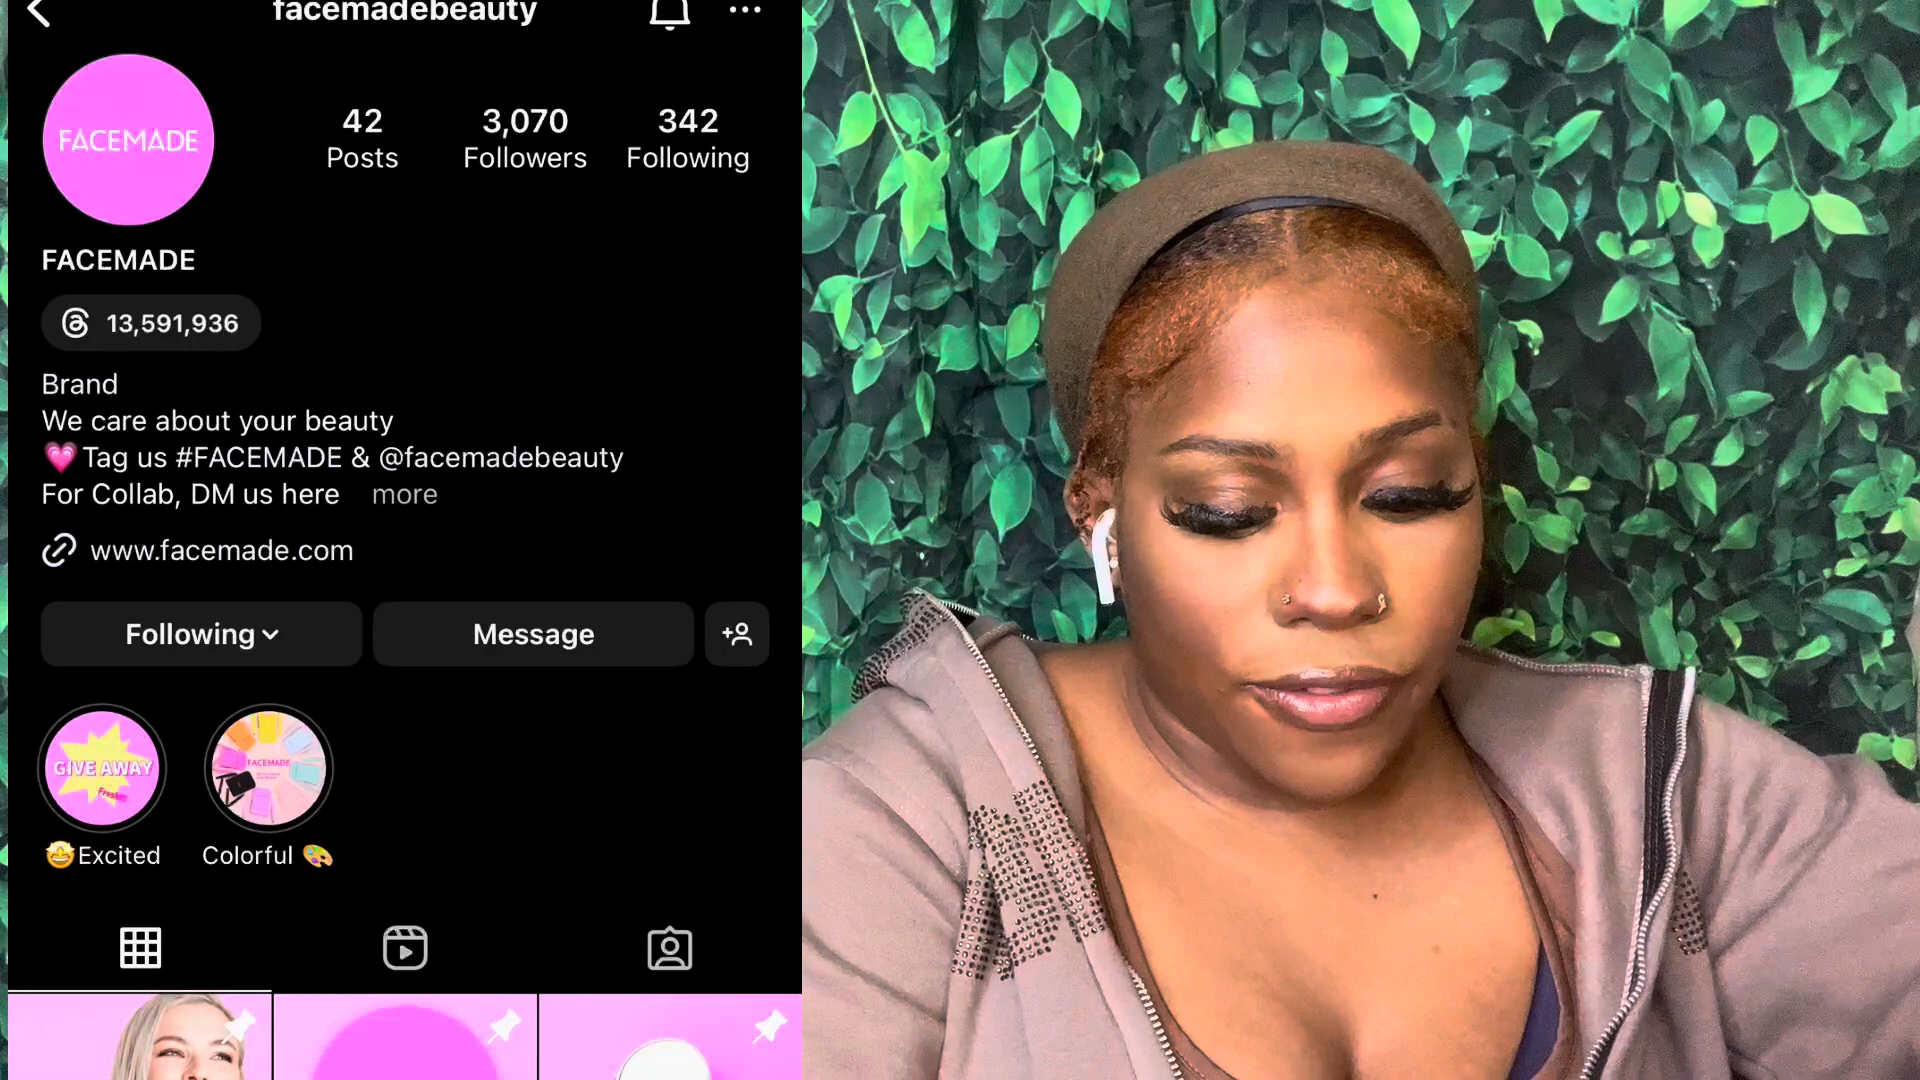 facemadebeauty
FACEMADE
42
Posts
3,070
Followers
342
Following
FACEMADE
13,591,936
Brand
We care about your beauty
💗Tag us #FACEMADE & @facemadebeauty
For Collab, DM us here more
www.facemade.com
Following
Message
GIVE AWAY
Fresh
FACEMADE
🤩Excited
Colorful 🎨